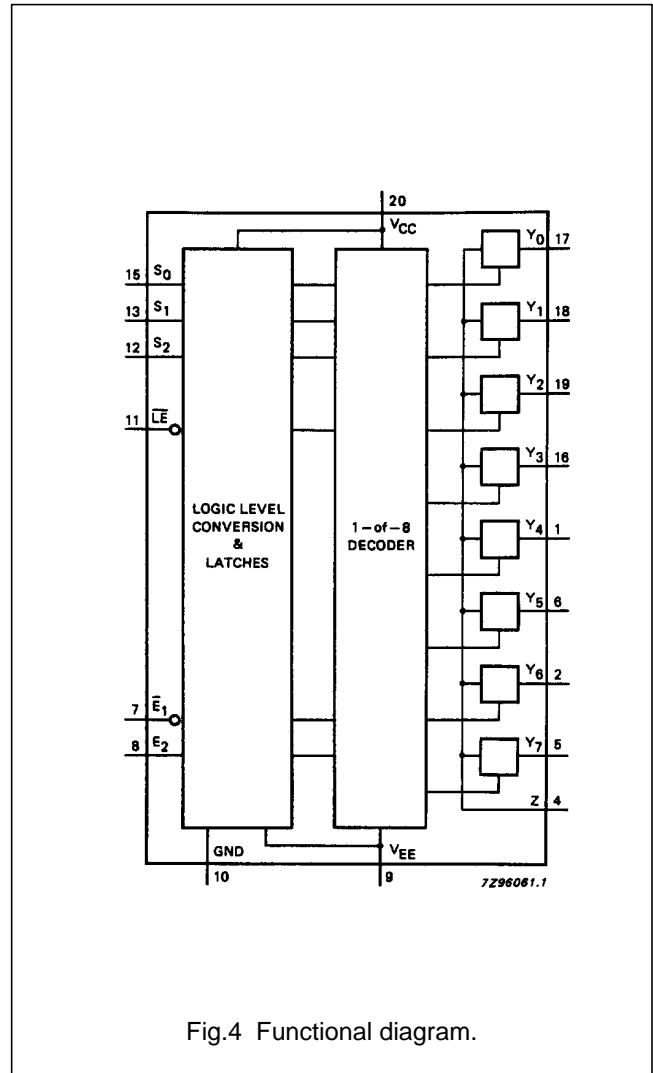 20
VCC
Y0 17
15 S0
13 S1
Y1 18
12 S2
Y2 19
11 LE
Y3 16
LOGIC LEVEL
CONVERSION
&
LATCHES
1-of-8
DECODER
Y4 1
Y5 6
Y6 2
7 E1
Y7 5
8 E2
Z 4
GND
VEE
10
9
7Z96061.1
Fig.4 Functional diagram.